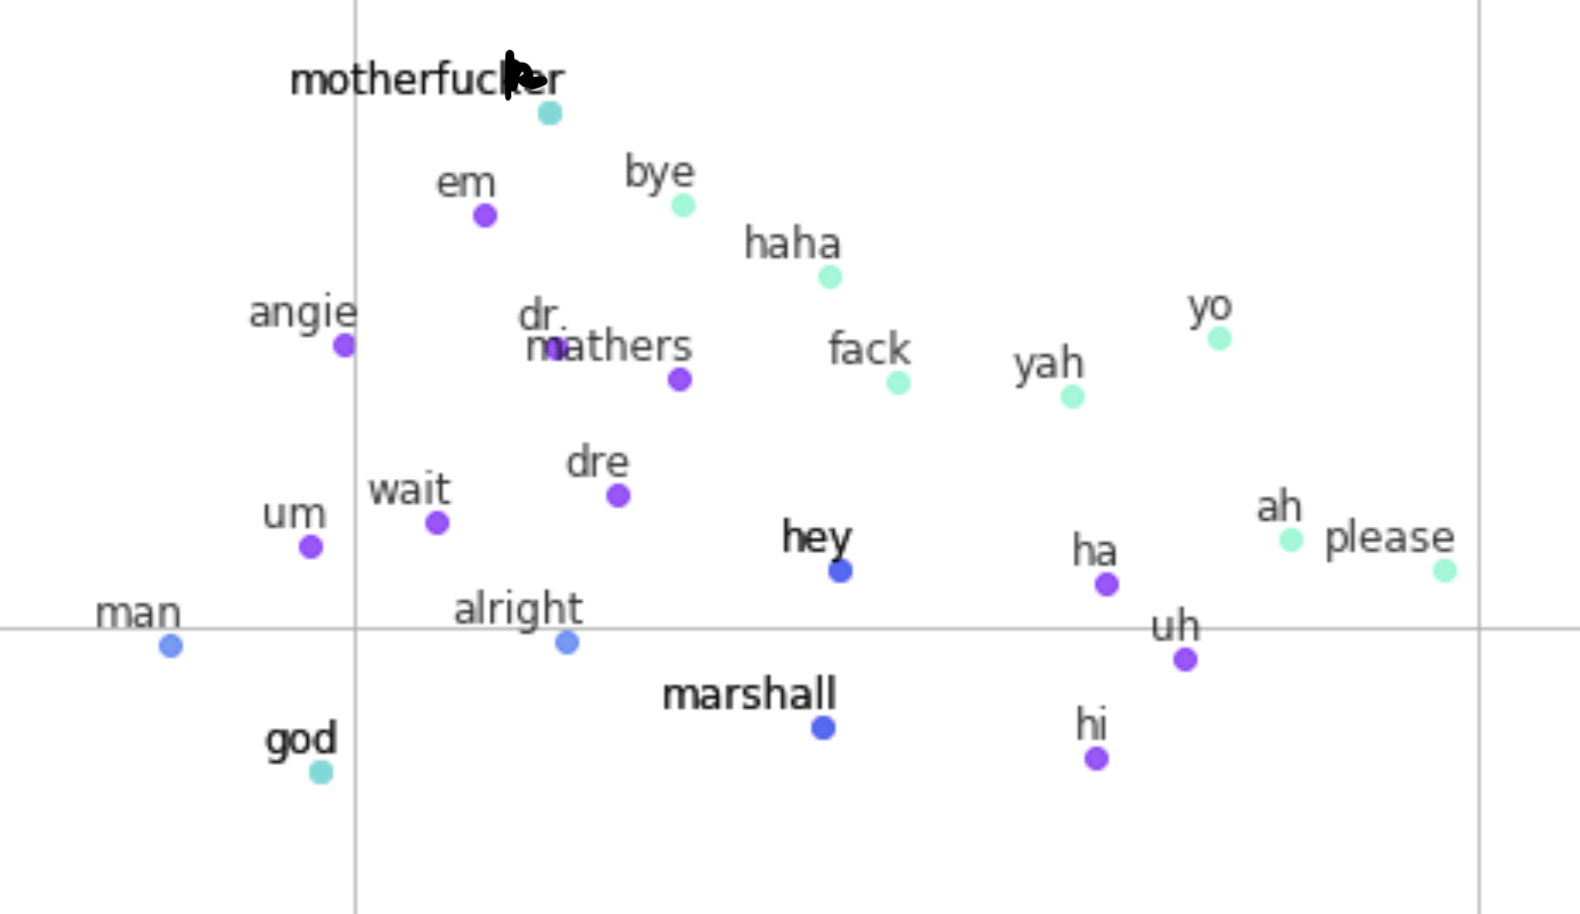 motherfucker
em
bye
haha
angie
dr.
yo
mathers
fack
yah
dre
wait
um
ah
hey
please
ha
man
alright
uh
marshall
hi
god